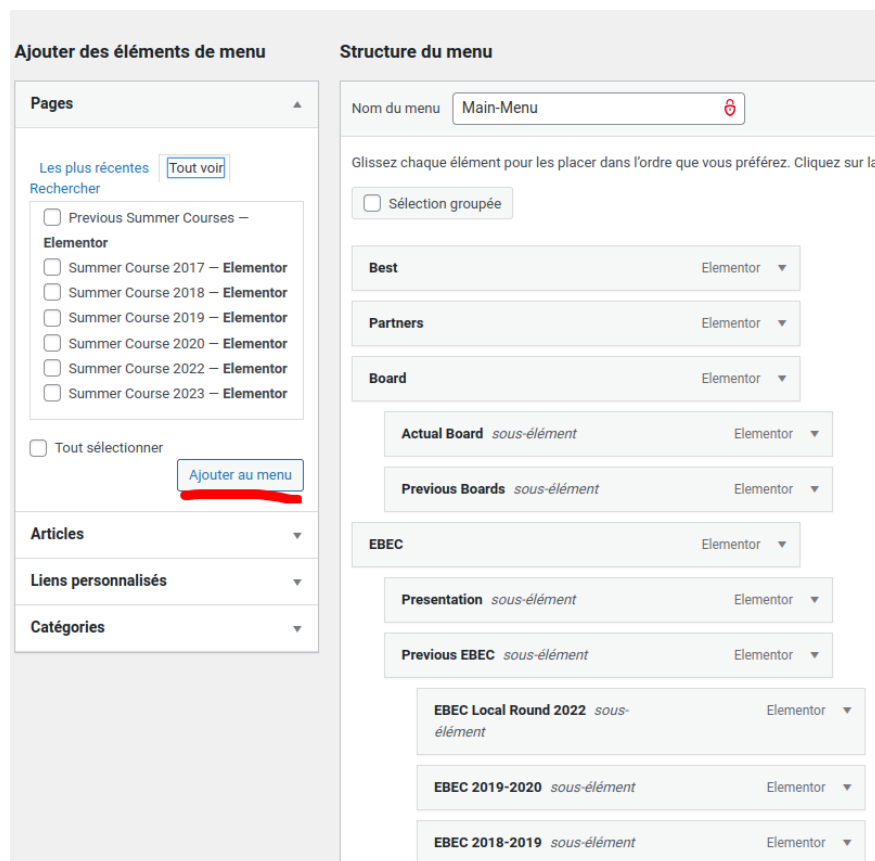 Ajouter des éléments de menu
Pages
Les plus récentes
Tout voir
Rechercher
Previous Summer Courses —
Elementor
Summer Course 2017 — Elementor
Summer Course 2018 — Elementor
Summer Course 2019 — Elementor
Summer Course 2020 — Elementor
Summer Course 2022 — Elementor
Summer Course 2023 — Elementor
Tout sélectionner
Ajouter au menu
Articles
Liens personnalisés
Catégories
Structure du menu
Nom du menu Main-Menu
Glissez chaque élément pour les placer dans l’ordre que vous préférez. Cliquez sur la
Sélection groupée
Best Elementor
Partners Elementor
Board Elementor
Actual Board sous-élément Elementor
Previous Boards sous-élément Elementor
EBEC Elementor
Presentation sous-élément Elementor
Previous EBEC sous-élément Elementor
EBEC Local Round 2022 sous- Elementor
élément
EBEC 2019-2020 sous-élément Elementor
EBEC 2018-2019 sous-élément Elementor